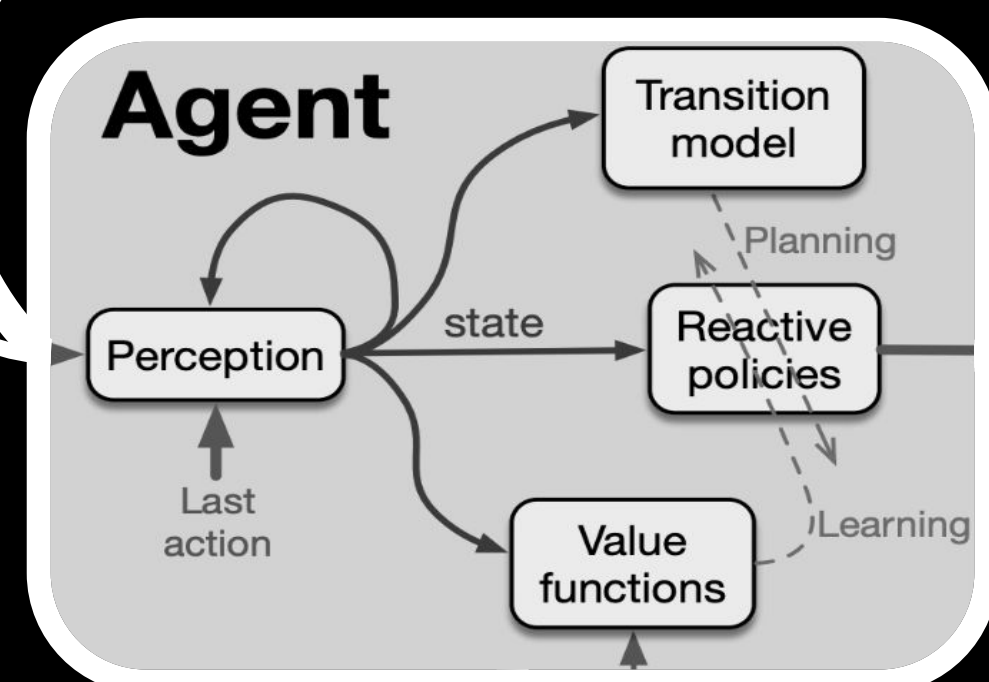 Agent
Transition
model
Planning
state
Perception
Reactive
policies
Last
action
Value
functions
Learning